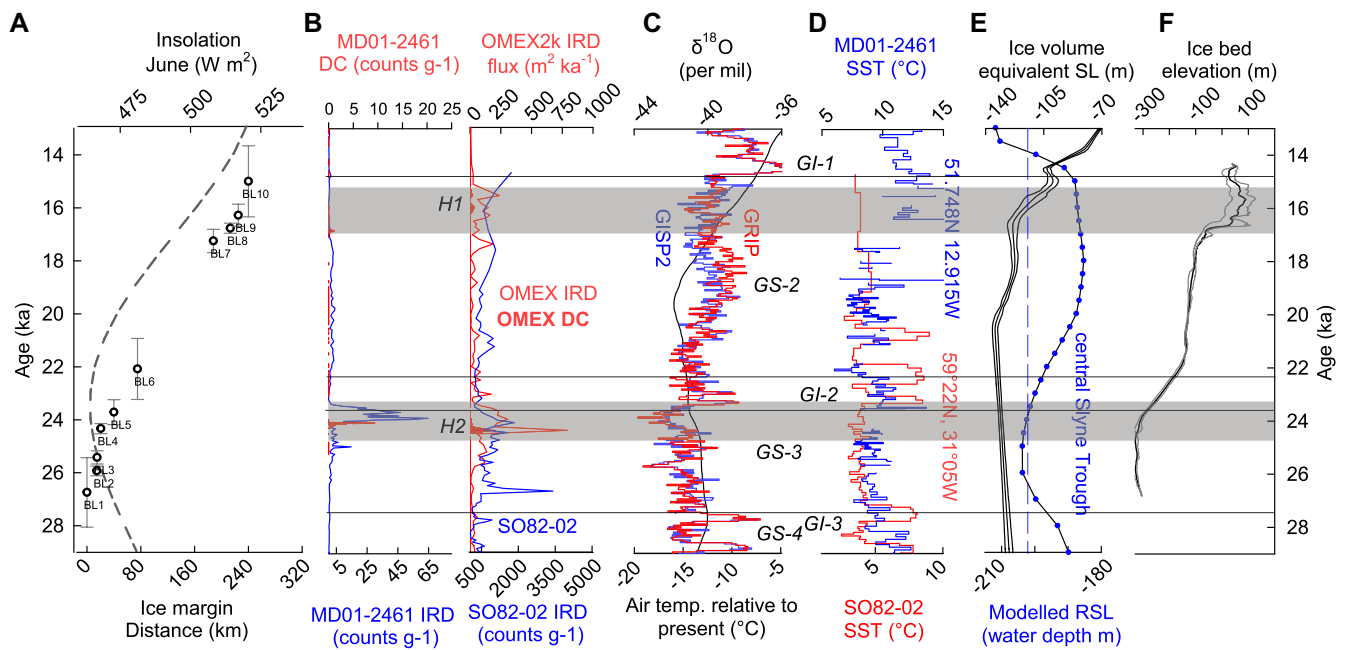 A
B
C
D
E
F
Insolation
June (W m²)
MD01-2461
DC (counts g-1)
OMEX2k IRD
flux (m² ka⁻¹)
δ¹⁸O
(per mil)
MD01-2461
SST (°C)
Ice volume
equivalent SL (m)
Ice bed
elevation (m)
475 500 525
0 5 10 15 20 25
0 250 500 750 1000
-44 -40 -36
5 10 15
-140 -105 -70
-300 -100 100
Age (ka)
14
16
18
20
22
24
26
28
BL10
BL9
BL8
BL7
BL6
BL5
BL4
BL3
BL2
BL1
H1
H2
OMEX IRD
OMEX DC
SO82-02
GISP2
GRIP
GI-1
GS-2
GI-2
GS-3
GI-3
GS-4
51.748N 12.915W
59°22N, 31°05W
central Slyne Trough
14
16
18
20
22
24
26
28
Age (ka)
0 80 160 240 320
5 25 45 65
500 2000 3500 5000
-20 -15 -10 -5
5 10
-210 -180
Ice margin
Distance (km)
MD01-2461 IRD
(counts g-1)
SO82-02 IRD
(counts g-1)
Air temp. relative to
present (°C)
SO82-02
SST (°C)
Modelled RSL
(water depth m)